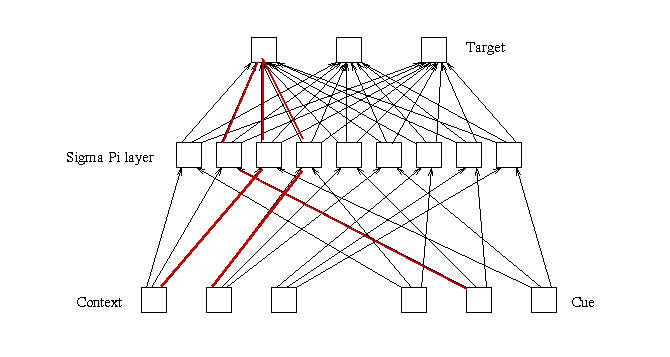 Target
Sigma Pi layer
Context
Cue